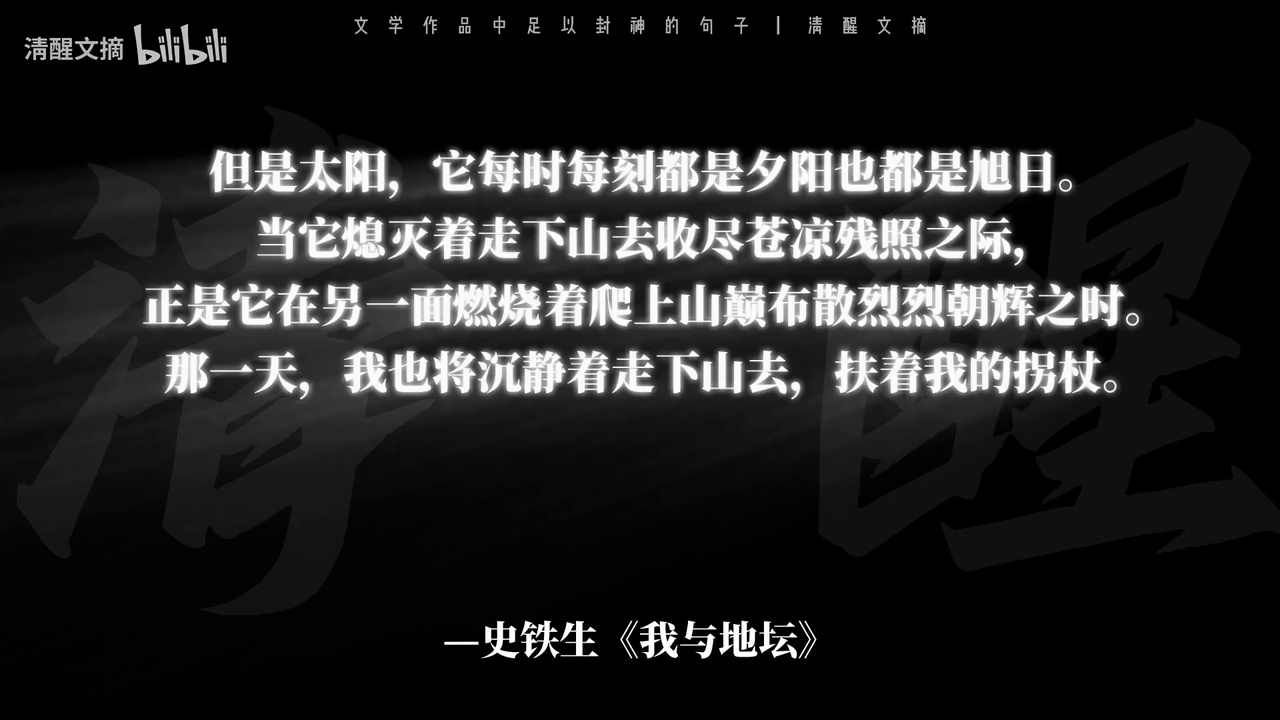 文学作品中足以封神的句子 | 清醒文摘
清醒文摘 bilibili
清醒
但是太阳，它每时每刻都是夕阳也都是旭日。
当它熄灭着走下山去收尽苍凉残照之际，
正是它在另一面燃烧着爬上山巅布散烈烈朝辉之时。
那一天，我也将沉静着走下山去，扶着我的拐杖。
—史铁生《我与地坛》